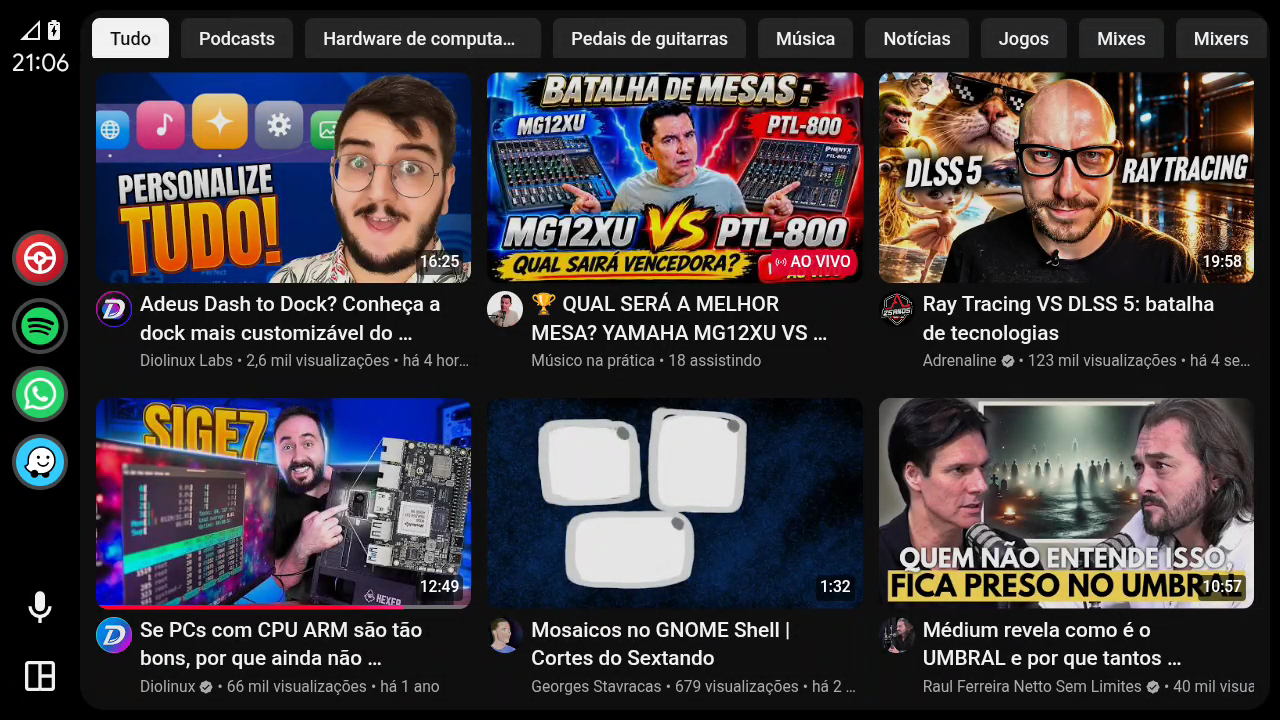 21:06
Tudo
Podcasts
Hardware de computa...
Pedais de guitarras
Música
Notícias
Jogos
Mixes
Mixers
PERSONALIZE
TUDO!
16:25
BATALHA DE MESAS:
MG12XU
PTL-800
MG12XU VS PTL-800
QUAL SAIRÁ VENCEDORA?
AO VIVO
DLSS 5
RAY TRACING
19:58
Adeus Dash to Dock? Conheça a
dock mais customizável do ...
Diolinux Labs • 2,6 mil visualizações • há 4 hor...
🏆 QUAL SERÁ A MELHOR
MESA? YAMAHA MG12XU VS ...
Músico na prática • 18 assistindo
Ray Tracing VS DLSS 5: batalha
de tecnologias
Adrenaline • 123 mil visualizações • há 4 se...
SIGE7
HEXER
12:49
1:32
QUEM NÃO ENTENDE ISSO,
FICA PRESO NO UMBRAL
10:57
Se PCs com CPU ARM são tão
bons, por que ainda não ...
Diolinux • 66 mil visualizações • há 1 ano
Mosaicos no GNOME Shell |
Cortes do Sextando
Georges Stavracas • 679 visualizações • há 2 ...
Médium revela como é o
UMBRAL e por que tantos ...
Raul Ferreira Netto Sem Limites • 40 mil visua